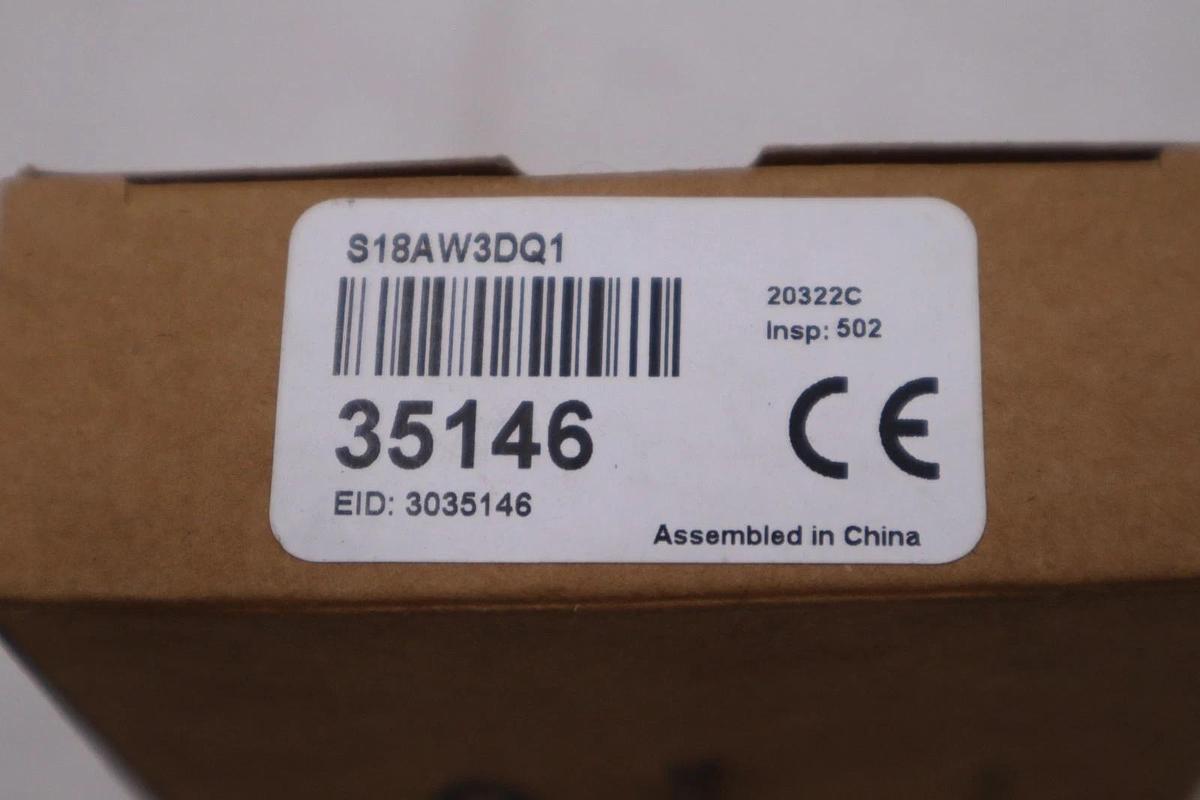 S18AW3DQ1
20322C
Insp: 502
35146
CE
EID: 3035146
Assembled in China